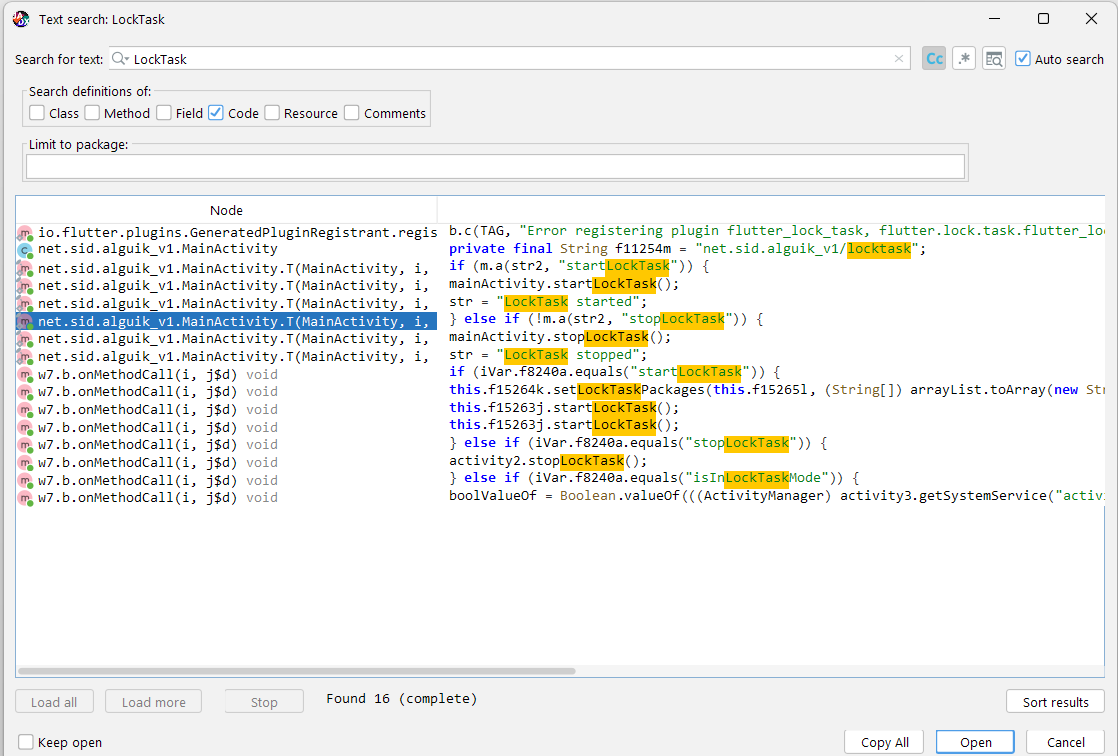 Text search: LockTask
Search for text: LockTask Cc .* Auto search
Search definitions of:
Class Method Field Code Resource Comments
Limit to package:
Node
io.flutter.plugins.GeneratedPluginRegistrant.regis b.c(TAG, "Error registering plugin flutter_lock_task, flutter.lock.task.flutter_lo
net.sid.alguik_v1.MainActivity private final String f11254m = "net.sid.alguik_v1/locktask";
net.sid.alguik_v1.MainActivity.T(MainActivity, i, if (m.a(str2, "startLockTask")) {
net.sid.alguik_v1.MainActivity.T(MainActivity, i, mainActivity.startLockTask();
net.sid.alguik_v1.MainActivity.T(MainActivity, i, str = "LockTask started";
net.sid.alguik_v1.MainActivity.T(MainActivity, i, } else if (!m.a(str2, "stopLockTask")) {
net.sid.alguik_v1.MainActivity.T(MainActivity, i, mainActivity.stopLockTask();
net.sid.alguik_v1.MainActivity.T(MainActivity, i, str = "LockTask stopped";
w7.b.onMethodCall(i, j$d) void if (iVar.f8240a.equals("startLockTask")) {
w7.b.onMethodCall(i, j$d) void this.f15264k.setLockTaskPackages(this.f15265l, (String[]) arrayList.toArray(new Str
w7.b.onMethodCall(i, j$d) void this.f15263j.startLockTask();
w7.b.onMethodCall(i, j$d) void this.f15263j.startLockTask();
w7.b.onMethodCall(i, j$d) void } else if (iVar.f8240a.equals("stopLockTask")) {
w7.b.onMethodCall(i, j$d) void activity2.stopLockTask();
w7.b.onMethodCall(i, j$d) void } else if (iVar.f8240a.equals("isInLockTaskMode")) {
w7.b.onMethodCall(i, j$d) void boolValueOf = Boolean.valueOf(((ActivityManager) activity3.getSystemService("activi
Load all Load more Stop Found 16 (complete) Sort results
Keep open Copy All Open Cancel